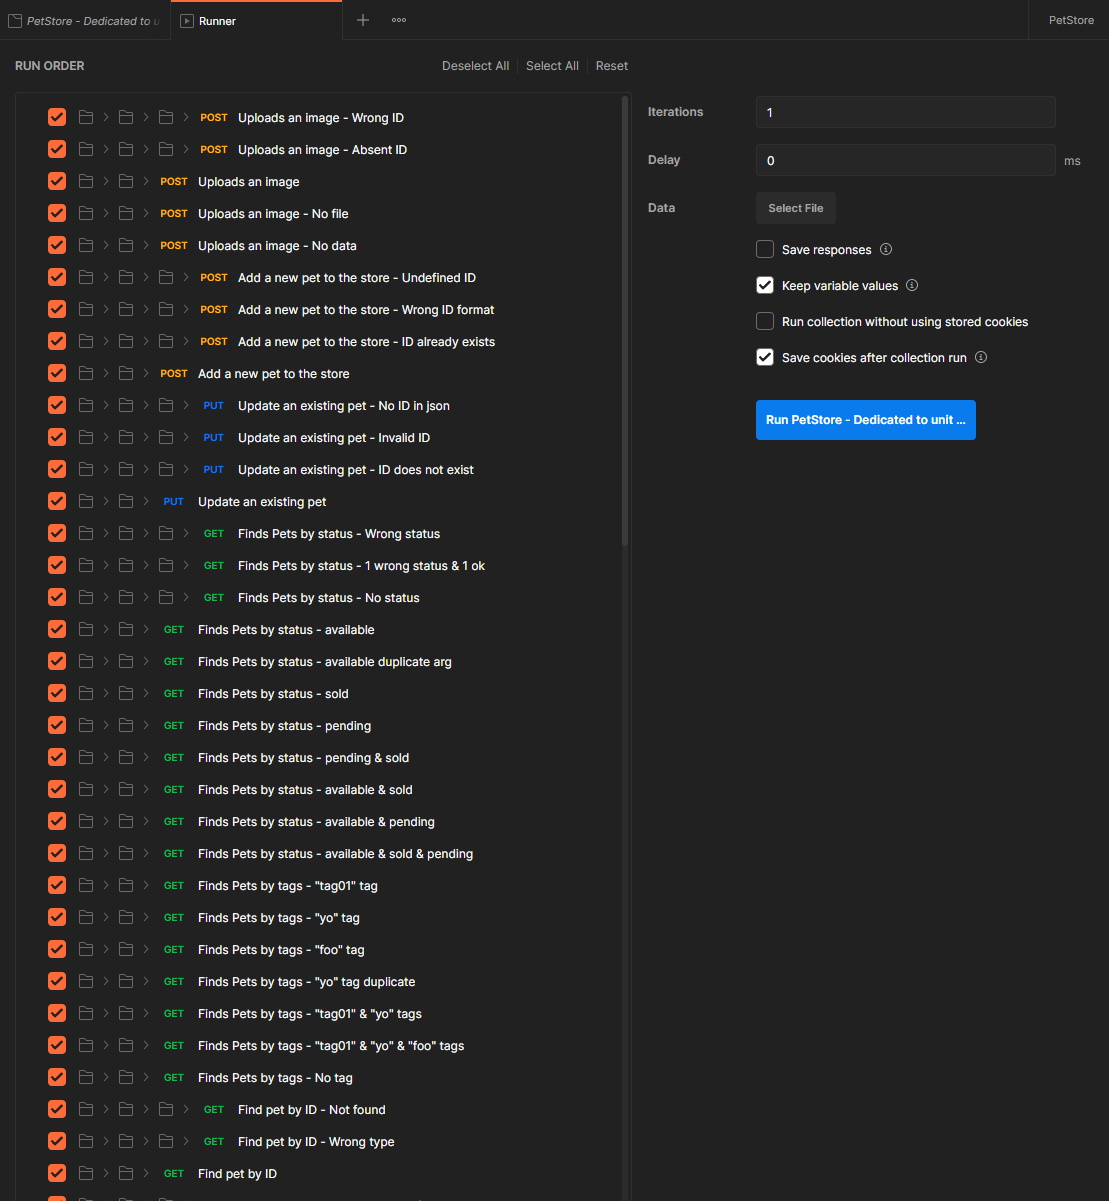 PetStore - Dedicated to u
Runner
PetStore
RUN ORDER
Deselect All
Select All
Reset
POST Uploads an image - Wrong ID
POST Uploads an image - Absent ID
POST Uploads an image
POST Uploads an image - No file
POST Uploads an image - No data
POST Add a new pet to the store - Undefined ID
POST Add a new pet to the store - Wrong ID format
POST Add a new pet to the store - ID already exists
POST Add a new pet to the store
PUT Update an existing pet - No ID in json
PUT Update an existing pet - Invalid ID
PUT Update an existing pet - ID does not exist
PUT Update an existing pet
GET Finds Pets by status - Wrong status
GET Finds Pets by status - 1 wrong status & 1 ok
GET Finds Pets by status - No status
GET Finds Pets by status - available
GET Finds Pets by status - available duplicate arg
GET Finds Pets by status - sold
GET Finds Pets by status - pending
GET Finds Pets by status - pending & sold
GET Finds Pets by status - available & sold
GET Finds Pets by status - available & pending
GET Finds Pets by status - available & sold & pending
GET Finds Pets by tags - "tag01" tag
GET Finds Pets by tags - "yo" tag
GET Finds Pets by tags - "foo" tag
GET Finds Pets by tags - "yo" tag duplicate
GET Finds Pets by tags - "tag01" & "yo" tags
GET Finds Pets by tags - "tag01" & "yo" & "foo" tags
GET Finds Pets by tags - No tag
GET Find pet by ID - Not found
GET Find pet by ID - Wrong type
GET Find pet by ID
Iterations 1
Delay 0 ms
Data Select File
Save responses
Keep variable values
Run collection without using stored cookies
Save cookies after collection run
Run PetStore - Dedicated to unit ...